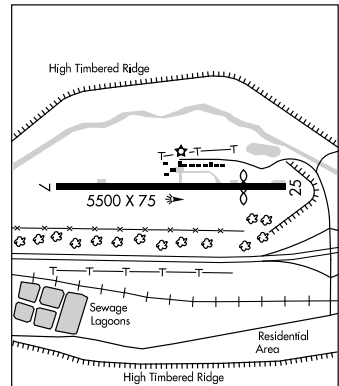 High Timbered Ridge
T T T
7
25
5500 X 75
T T T T
Sewage
Lagoons
Residential
Area
High Timbered Ridge